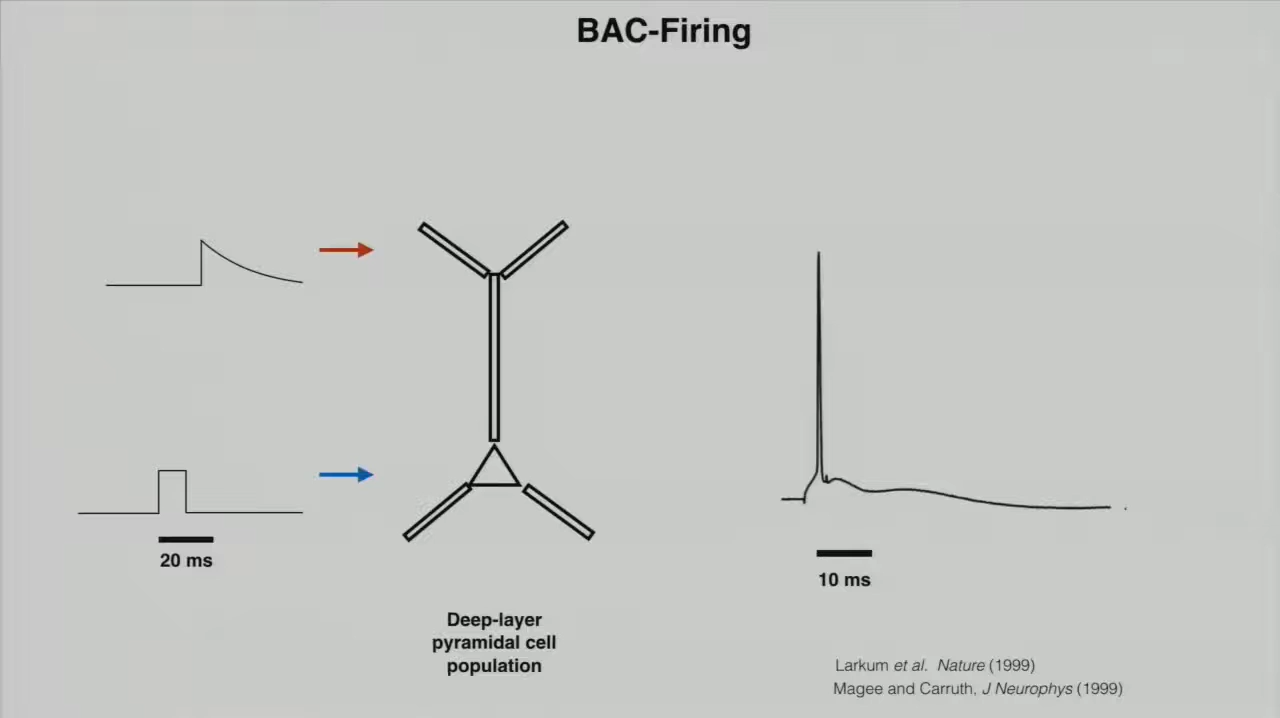 BAC-Firing
20 ms
10 ms
Deep-layer
pyramidal cell
population
Larkum et al. Nature (1999)
Magee and Carruth, J Neurophys (1999)